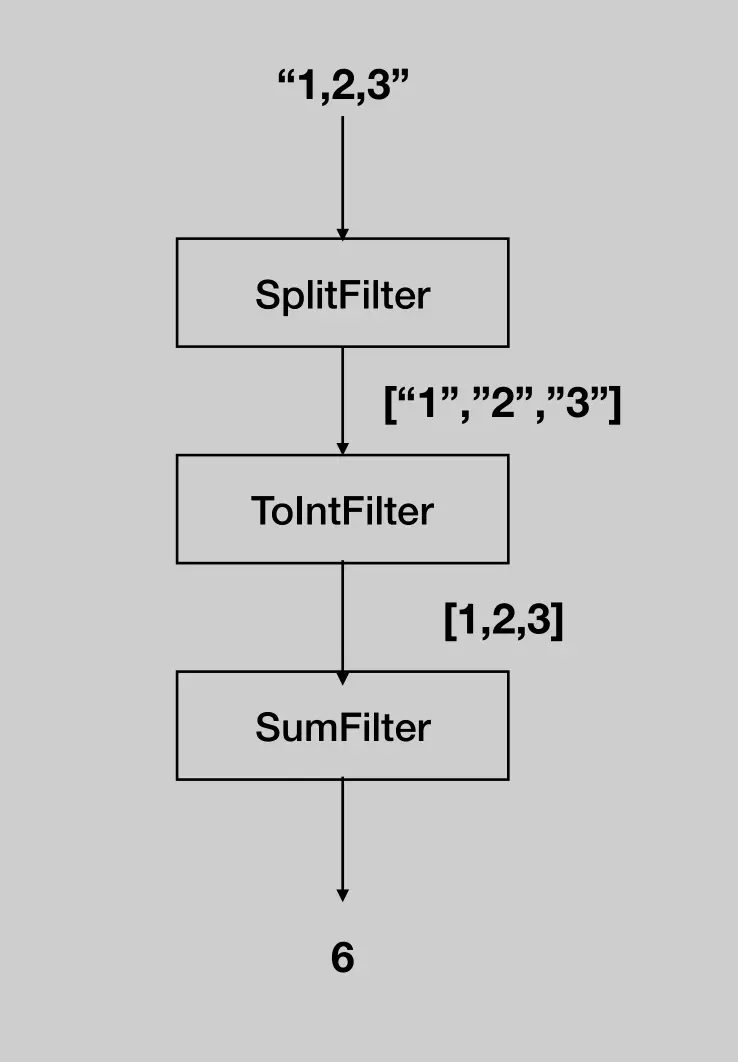 “1,2,3”
SplitFilter
[“1”,”2”,”3”]
ToIntFilter
[1,2,3]
SumFilter
6